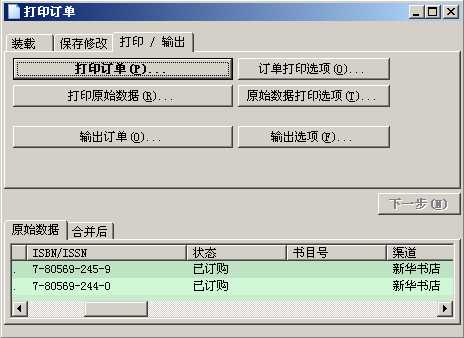 打印订单
装载 保存修改 打印 / 输出
打印订单(P)... 订单打印选项(O)...
打印原始数据(R)... 原始数据打印选项(T)...
输出订单(O)... 输出选项(F)...
下一步(N)
原始数据 合并后
ISBN/ISSN 状态 书目号 渠道
. 7-80569-245-9 已订购 新华书店
. 7-80569-244-0 已订购 新华书店